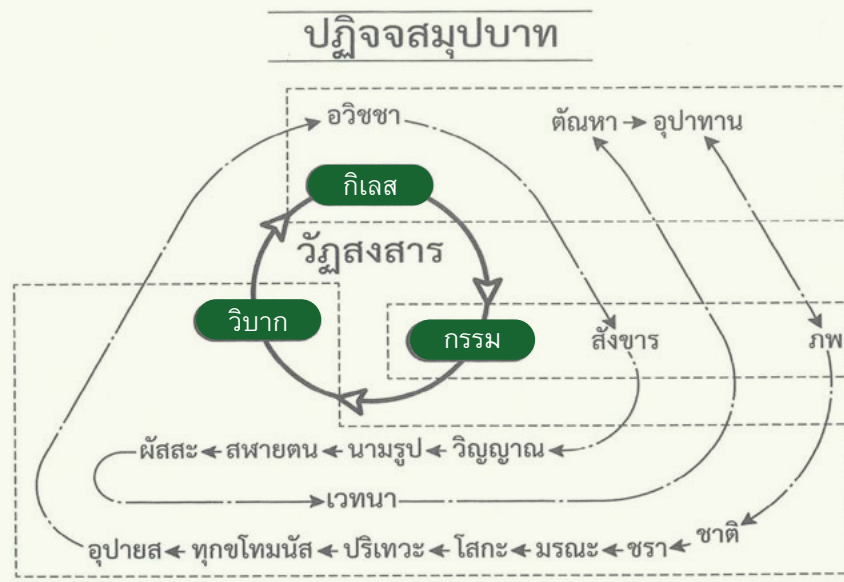 ปฏิจจสมุปบาท
อวิชชา ตัณหา อุปาทาน
กิเลส
วัฏสงสาร
วิบาก
กรรม สังขาร ภพ
ผัสสะ สฬายตน นามรูป วิญญาณ
เวทนา
อุปายส ทุกขโทมนัส ปริเทวะ โสกะ มรณะ ชรา ชาติ